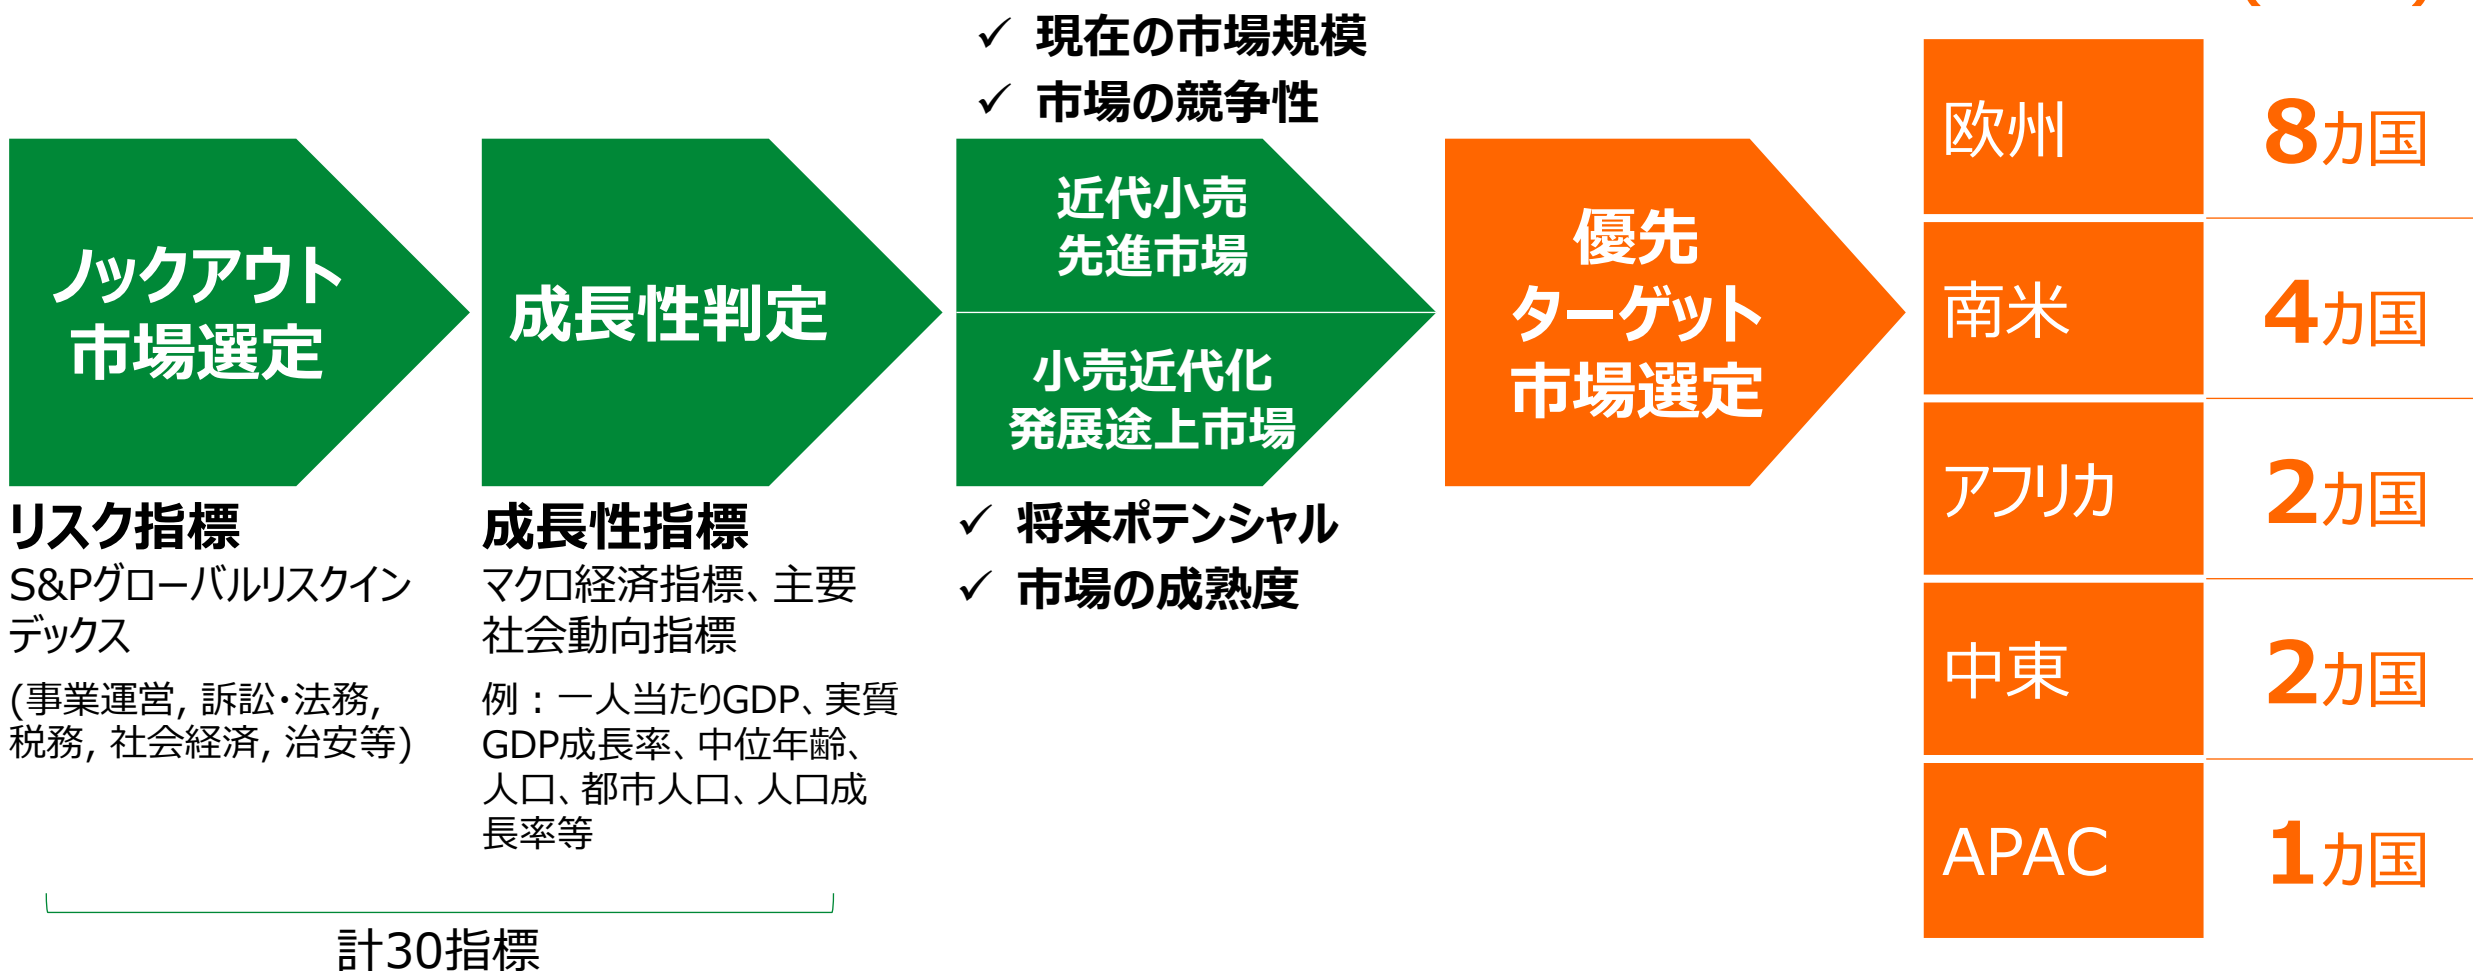 ✓ 現在の市場規模
✓ 市場の競争性
ノックアウト
市場選定
成長性判定
近代小売
先進市場
小売近代化
発展途上市場
優先
ターゲット
市場選定
リスク指標
S&Pグローバルリスクイン
デックス
(事業運営, 訴訟・法務,
税務, 社会経済, 治安等)
成長性指標
マクロ経済指標、主要
社会動向指標
例：一人当たりGDP、実質
GDP成長率、中位年齢、
人口、都市人口、人口成
長率等
計30指標
✓ 将来ポテンシャル
✓ 市場の成熟度
欧州 8カ国
南米 4カ国
アフリカ 2カ国
中東 2カ国
APAC 1カ国